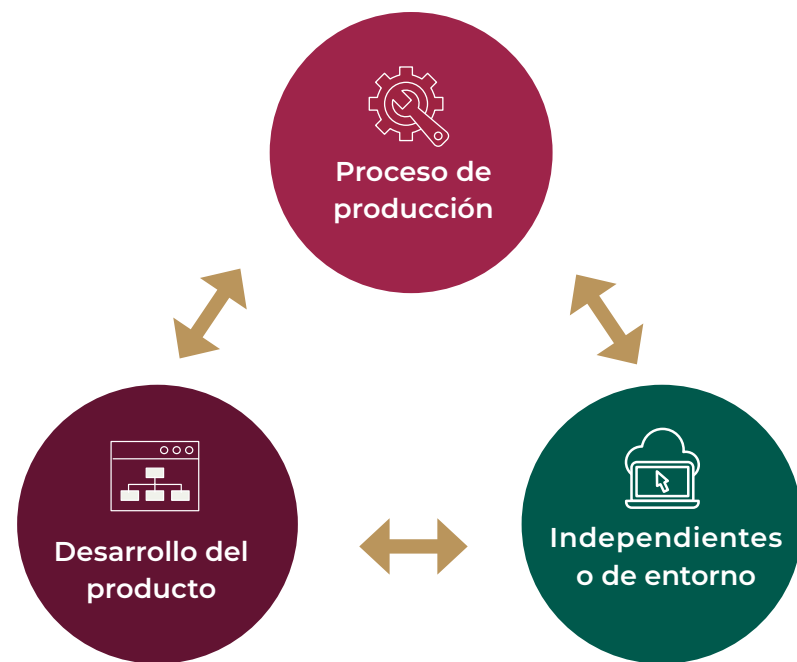 Proceso de
producción
Desarrollo del
producto
Independientes
o de entorno